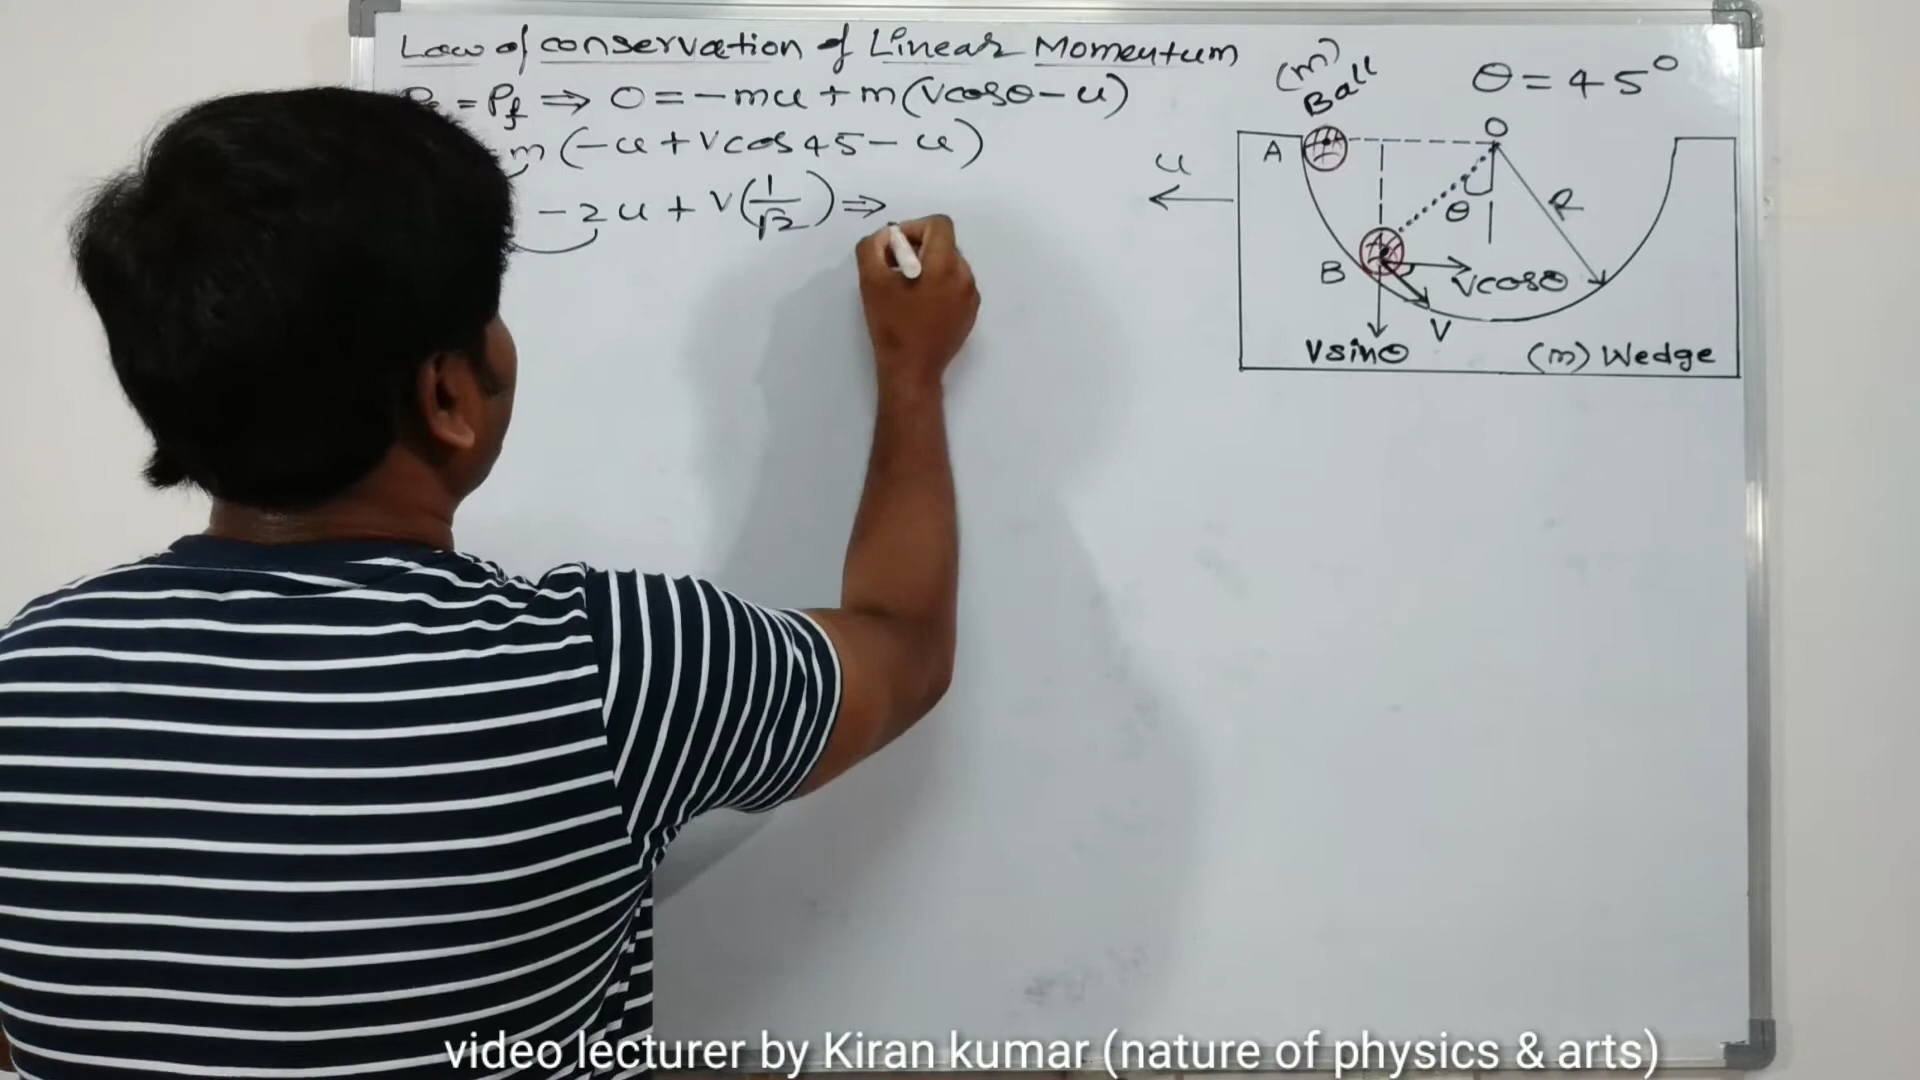 Law of conservation of Linear Momentum
= Pf ⇒ 0 = -mu + m(Vcosθ - u)
m(-u + Vcos45 - u)
-2u + V(1/√2) ⇒
(m)
Ball
θ = 45°
A
O
u
θ
R
B
Vcosθ
V
Vsinθ
(m) Wedge
video lecturer by Kiran kumar (nature of physics & arts)